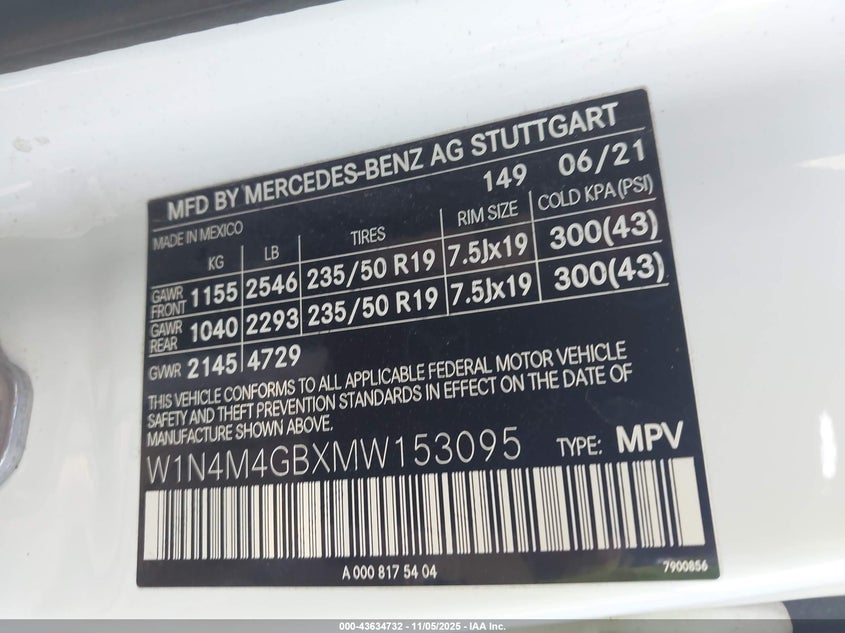 MFD BY MERCEDES-BENZ AG STUTTGART
MADE IN MEXICO 149 06/21
KG LB TIRES RIM SIZE COLD KPA(PSI)
GAWR FRONT 1155 2546 235/50 R19 7.5Jx19 300(43)
GAWR REAR 1040 2293 235/50 R19 7.5Jx19 300(43)
GVWR 2145 4729
THIS VEHICLE CONFORMS TO ALL APPLICABLE FEDERAL MOTOR VEHICLE
SAFETY AND THEFT PREVENTION STANDARDS IN EFFECT ON THE DATE OF
MANUFACTURE SHOWN ABOVE.
W1N4M4GBXMW153095 TYPE: MPV
A 000 817 54 04 7900856
000-43634732 - 11/05/2025 - IAA Inc.